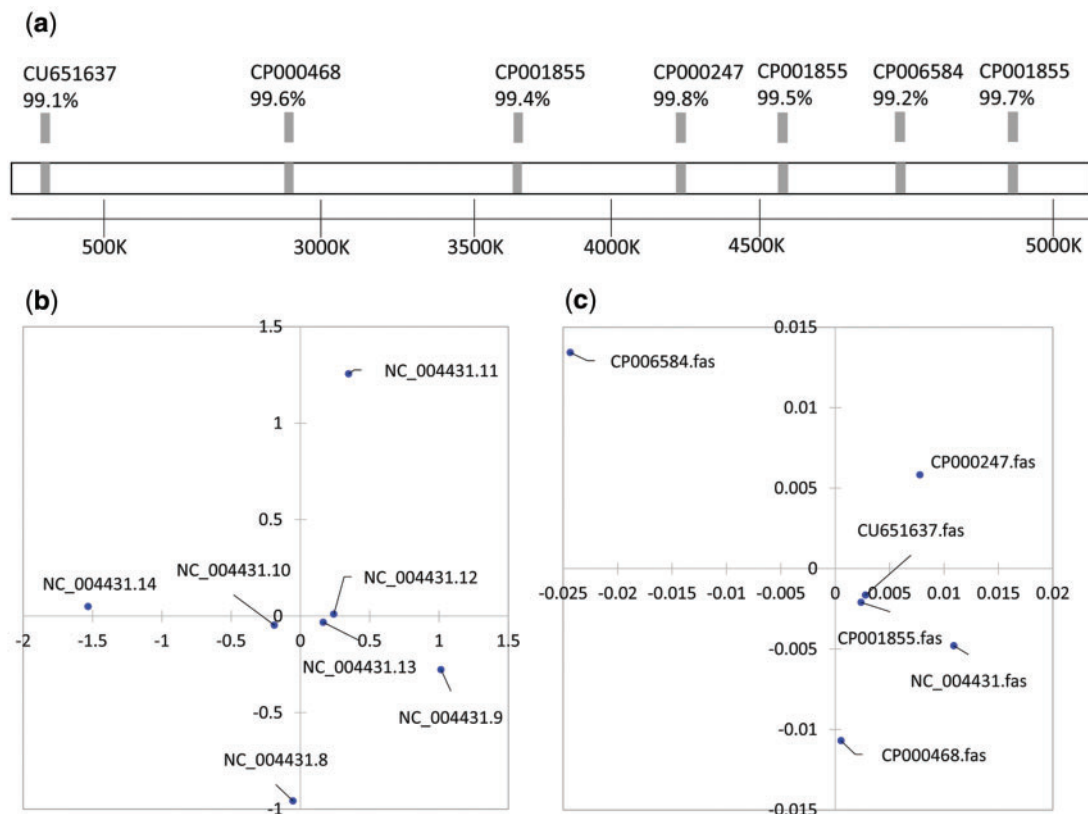 (a)
CU651637 CP000468 CP001855 CP000247 CP001855 CP006584 CP001855
99.1% 99.6% 99.4% 99.8% 99.5% 99.2% 99.7%
500K 3000K 3500K 4000K 4500K 5000K
(b)
1.5
NC_004431.11
1
0.5
NC_004431.10
NC_004431.12
NC_004431.14
0
-2 -1.5 -1 -0.5 0 0.5 1 1.5
NC_004431.13
-0.5
NC_004431.9
NC_004431.8
-1
(c)
0.015
CP006584.fas
0.01
CP000247.fas
0.005
CU651637.fas
0
-0.025 -0.02 -0.015 -0.01 -0.005 0 0.005 0.01 0.015 0.02
CP001855.fas
-0.005
NC_004431.fas
-0.01
CP000468.fas
-0.015